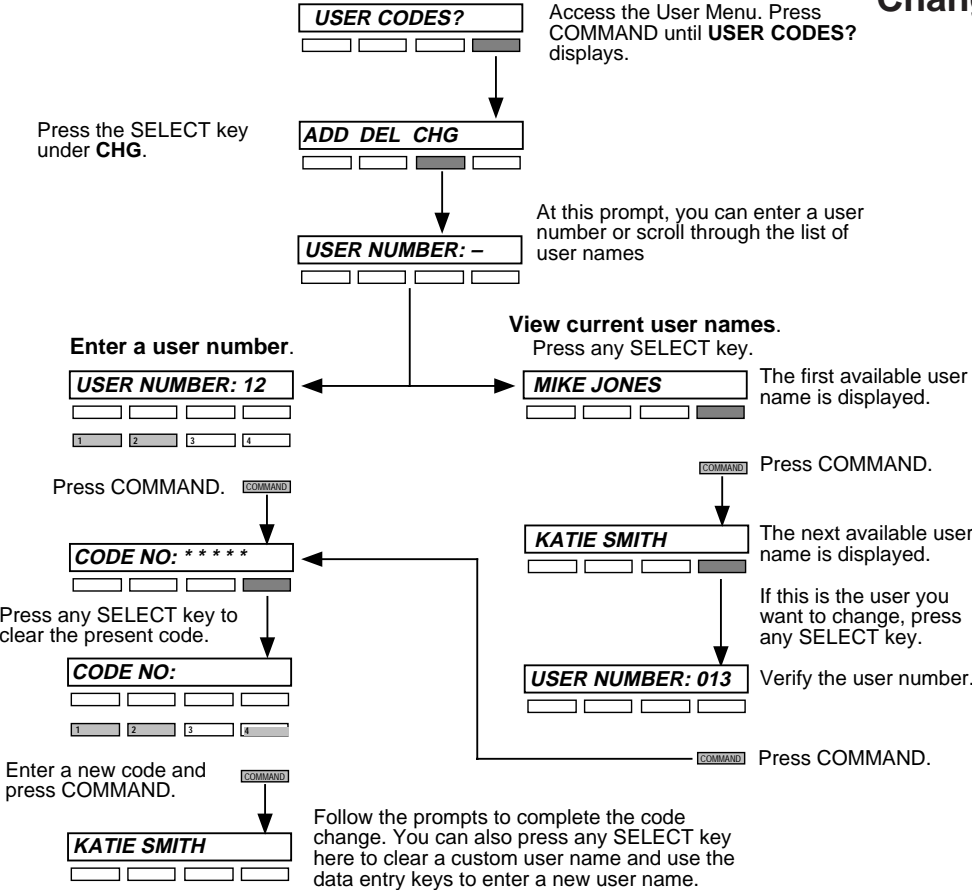 Chang
USER CODES?
Access the User Menu. Press
COMMAND until USER CODES?
displays.
Press the SELECT key
under CHG.
ADD DEL CHG
At this prompt, you can enter a user
number or scroll through the list of
user names
USER NUMBER: –
Enter a user number.
USER NUMBER: 12
1 2 3 4
Press COMMAND. COMMAND
CODE NO: * * * * *
Press any SELECT key to
clear the present code.
CODE NO:
1 2 3 4
Enter a new code and
press COMMAND.
COMMAND
KATIE SMITH
View current user names.
Press any SELECT key.
MIKE JONES
The first available user
name is displayed.
COMMAND Press COMMAND.
KATIE SMITH
The next available user
name is displayed.
If this is the user you
want to change, press
any SELECT key.
USER NUMBER: 013
Verify the user number.
COMMAND Press COMMAND.
Follow the prompts to complete the code
change. You can also press any SELECT key
here to clear a custom user name and use the
data entry keys to enter a new user name.